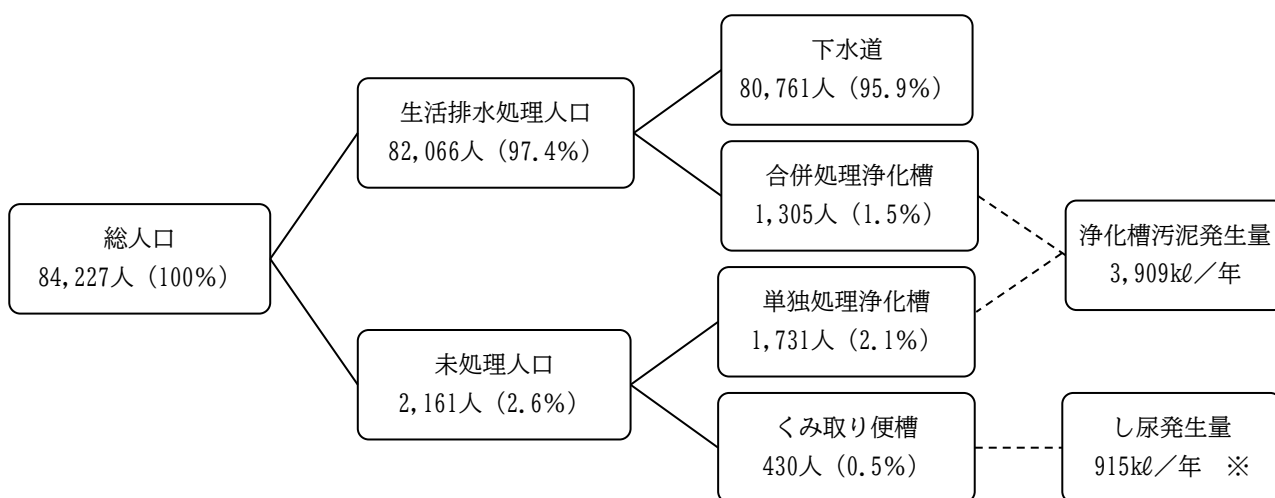 総人口
84,227人（100％）
生活排水処理人口
82,066人（97.4％）
未処理人口
2,161人（2.6％）
下水道
80,761人（95.9％）
合併処理浄化槽
1,305人（1.5％）
単独処理浄化槽
1,731人（2.1％）
くみ取り便槽
430人（0.5％）
浄化槽汚泥発生量
3,909kℓ／年
し尿発生量
915kℓ／年　※